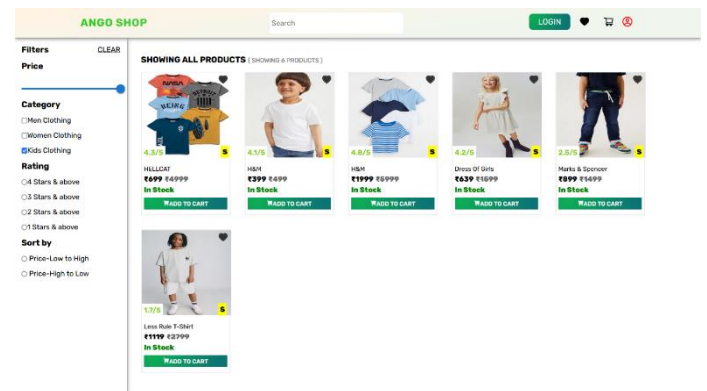 ANGO SHOP
Search
LOGIN
Filters
CLEAR
Price
Category
Men Clothing
Women Clothing
Kids Clothing
Rating
4 Stars & above
3 Stars & above
2 Stars & above
1 Stars & above
Sort by
Price-Low to High
Price-High to Low
SHOWING ALL PRODUCTS ( SHOWING 6 PRODUCTS )
NASA
DETROIT
4.3/5 S
HELLCAT
₹699 ₹4999
In Stock
ADD TO CART
4.1/5 S
H&M
₹399 ₹499
In Stock
ADD TO CART
4.8/5 S
H&M
₹1999 ₹5999
In Stock
ADD TO CART
4.2/5 S
Dress Of Girls
₹639 ₹1599
In Stock
ADD TO CART
2.5/5 S
Marks & Spencer
₹899 ₹1499
In Stock
ADD TO CART
1.7/5 S
Less Rule T-Shirt
₹1119 ₹2799
In Stock
ADD TO CART